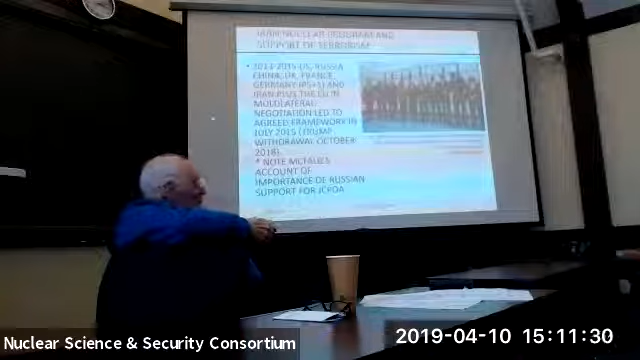 IRAN NUCLEAR PROGRAM AND
SUPPORT OF TERRORISM
• 2013-2015 US, RUSSIA
CHINA, UK, FRANCE,
GERMANY (P5+1) AND
IRAN PLUS THE EU IN
MULTILATERAL
NEGOTIATION LED TO
AGREED FRAMEWORK IN
JULY 2015 (TRUMP
WITHDRAWAL OCTOBER
2018)
* NOTE MCFAULS
ACCOUNT OF
IMPORTANCE OF RUSSIAN
SUPPORT FOR JCPOA
Nuclear Science & Security Consortium
2019-04-10 15:11:30